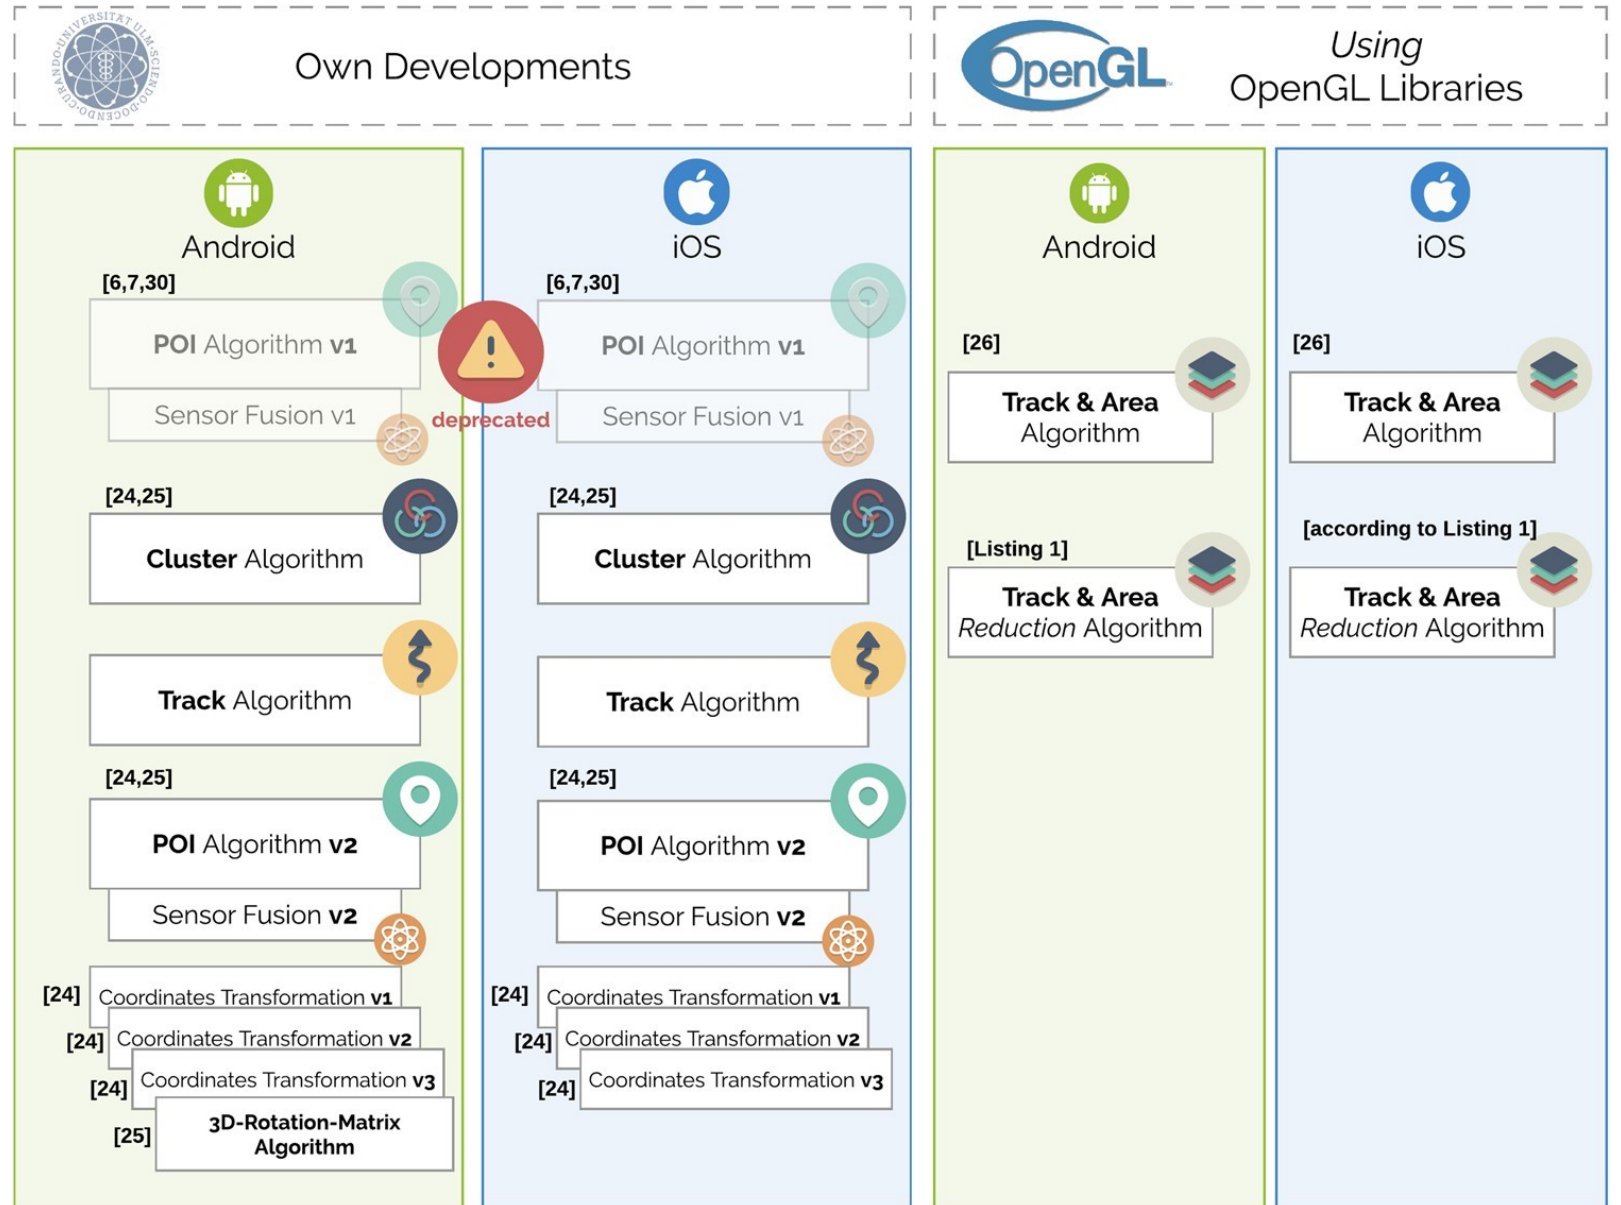 CURANDO·UNIVERSITÄT ULM·SCIENDO·DOCENDO
Own Developments
OpenGL
Using
OpenGL Libraries
Android
[6,7,30]
POI Algorithm v1
Sensor Fusion v1
[24,25]
Cluster Algorithm
Track Algorithm
[24,25]
POI Algorithm v2
Sensor Fusion v2
[24]
Coordinates Transformation v1
[24]
Coordinates Transformation v2
[24]
Coordinates Transformation v3
[25]
3D-Rotation-Matrix
Algorithm
deprecated
iOS
[6,7,30]
POI Algorithm v1
Sensor Fusion v1
[24,25]
Cluster Algorithm
Track Algorithm
[24,25]
POI Algorithm v2
Sensor Fusion v2
[24]
Coordinates Transformation v1
[24]
Coordinates Transformation v2
[24]
Coordinates Transformation v3
Android
[26]
Track & Area
Algorithm
[Listing 1]
Track & Area
Reduction Algorithm
iOS
[26]
Track & Area
Algorithm
[according to Listing 1]
Track & Area
Reduction Algorithm